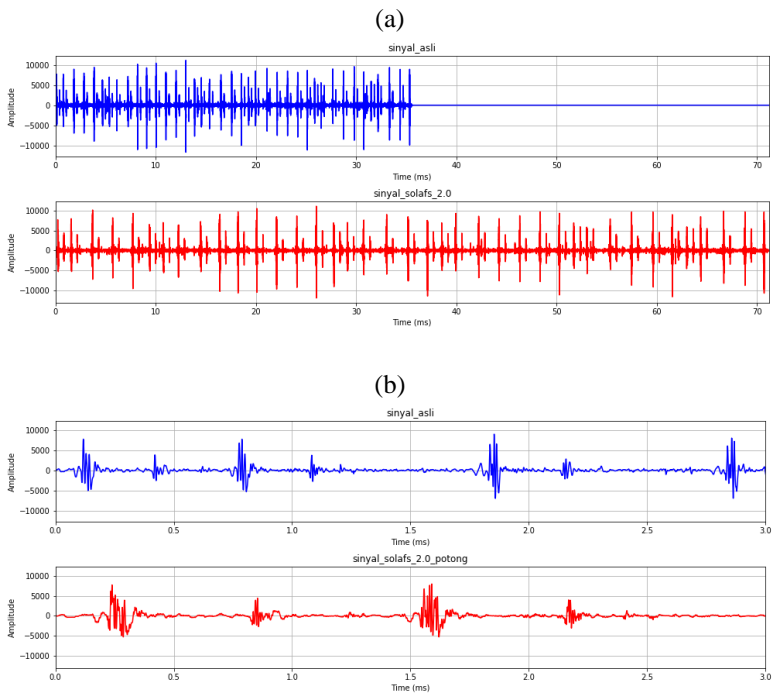 (a)
sinyal_asli
Amplitude
10000
5000
0
−5000
−10000
0 10 20 30 40 50 60 70
Time (ms)
sinyal_solafs_2.0
Amplitude
10000
5000
0
−5000
−10000
0 10 20 30 40 50 60 70
Time (ms)
(b)
sinyal_asli
Amplitude
10000
5000
0
−5000
−10000
0.0 0.5 1.0 1.5 2.0 2.5 3.0
Time (ms)
sinyal_solafs_2.0_potong
Amplitude
10000
5000
0
−5000
−10000
0.0 0.5 1.0 1.5 2.0 2.5 3.0
Time (ms)